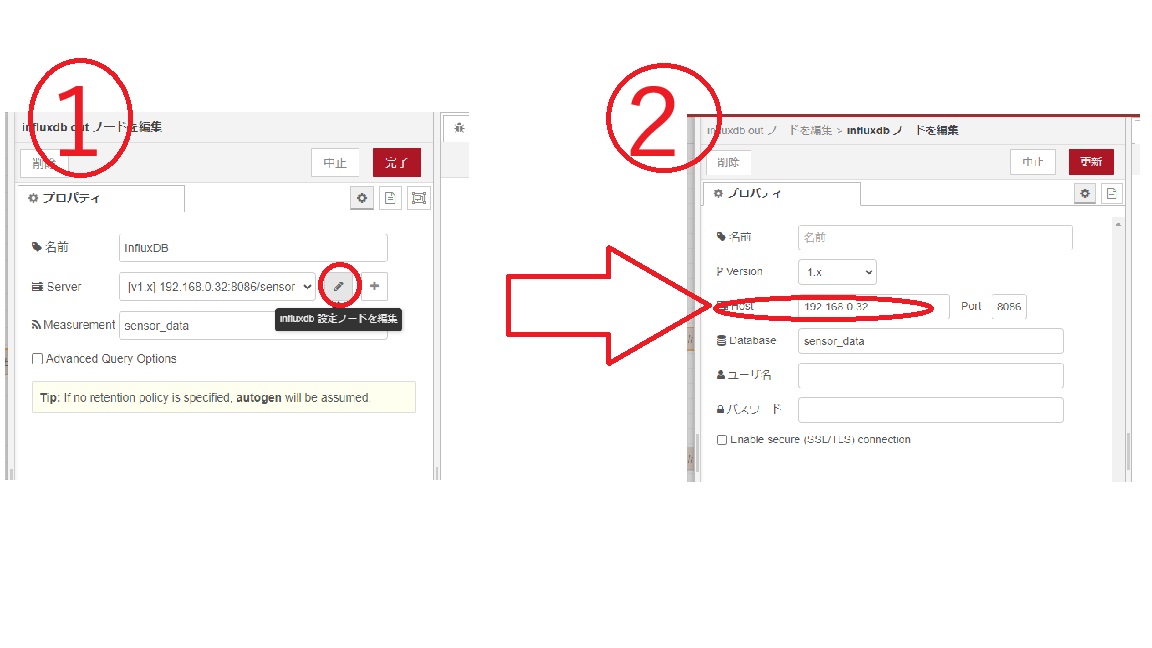 1
influxdb out ノードを編集
削除
中止
完了
プロパティ
名前
InfluxDB
Server
[v1.x] 192.168.0.32:8086/sensor
influxdb 設定ノードを編集
Measurement
sensor_data
Advanced Query Options
Tip: If no retention policy is specified, autogen will be assumed.
2
influxdb out ノードを編集 > influxdb ノードを編集
削除
中止
更新
プロパティ
名前
名前
Version
1.x
Host
192.168.0.32
Port
8086
Database
sensor_data
ユーザ名
パスワード
Enable secure (SSL/TLS) connection